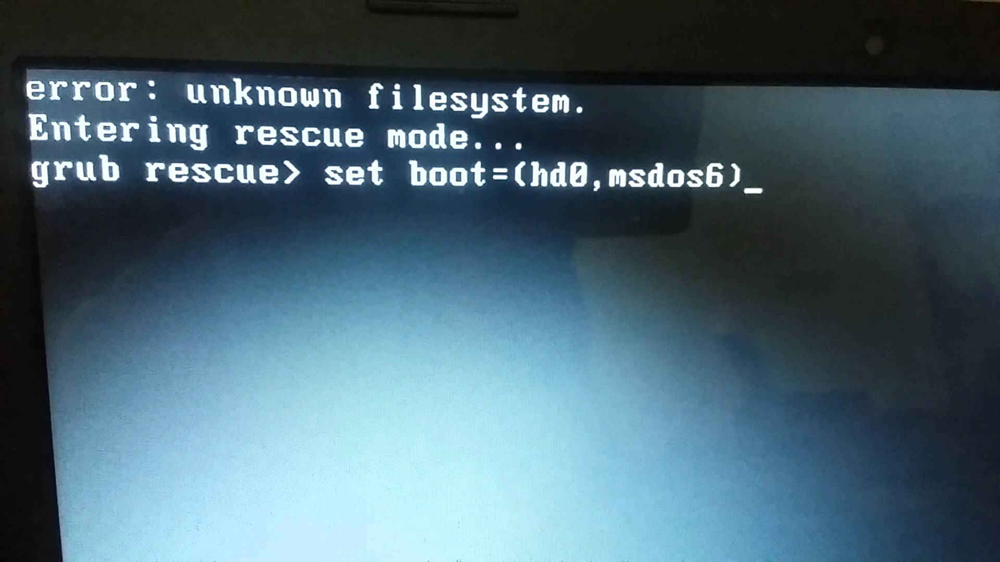 error: unknown filesystem.
Entering rescue mode...
grub rescue> set boot=(hd0,msdos6)_